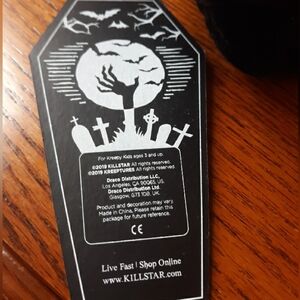 For Kreepy Kids ages 3 and up.
©2019 KILLSTAR All rights reserved.
©2019 KREEPTURES All rights reserved.
Draco Distribution LLC,
Los Angeles, CA 90065, US.
Draco Distribution Ltd.
Glasgow, G73 1DB, UK.
Product and decoration may vary.
Made in China, Please retain this
package for future reference.
CE
Live Fast | Shop Online
www.KILLSTAR.com